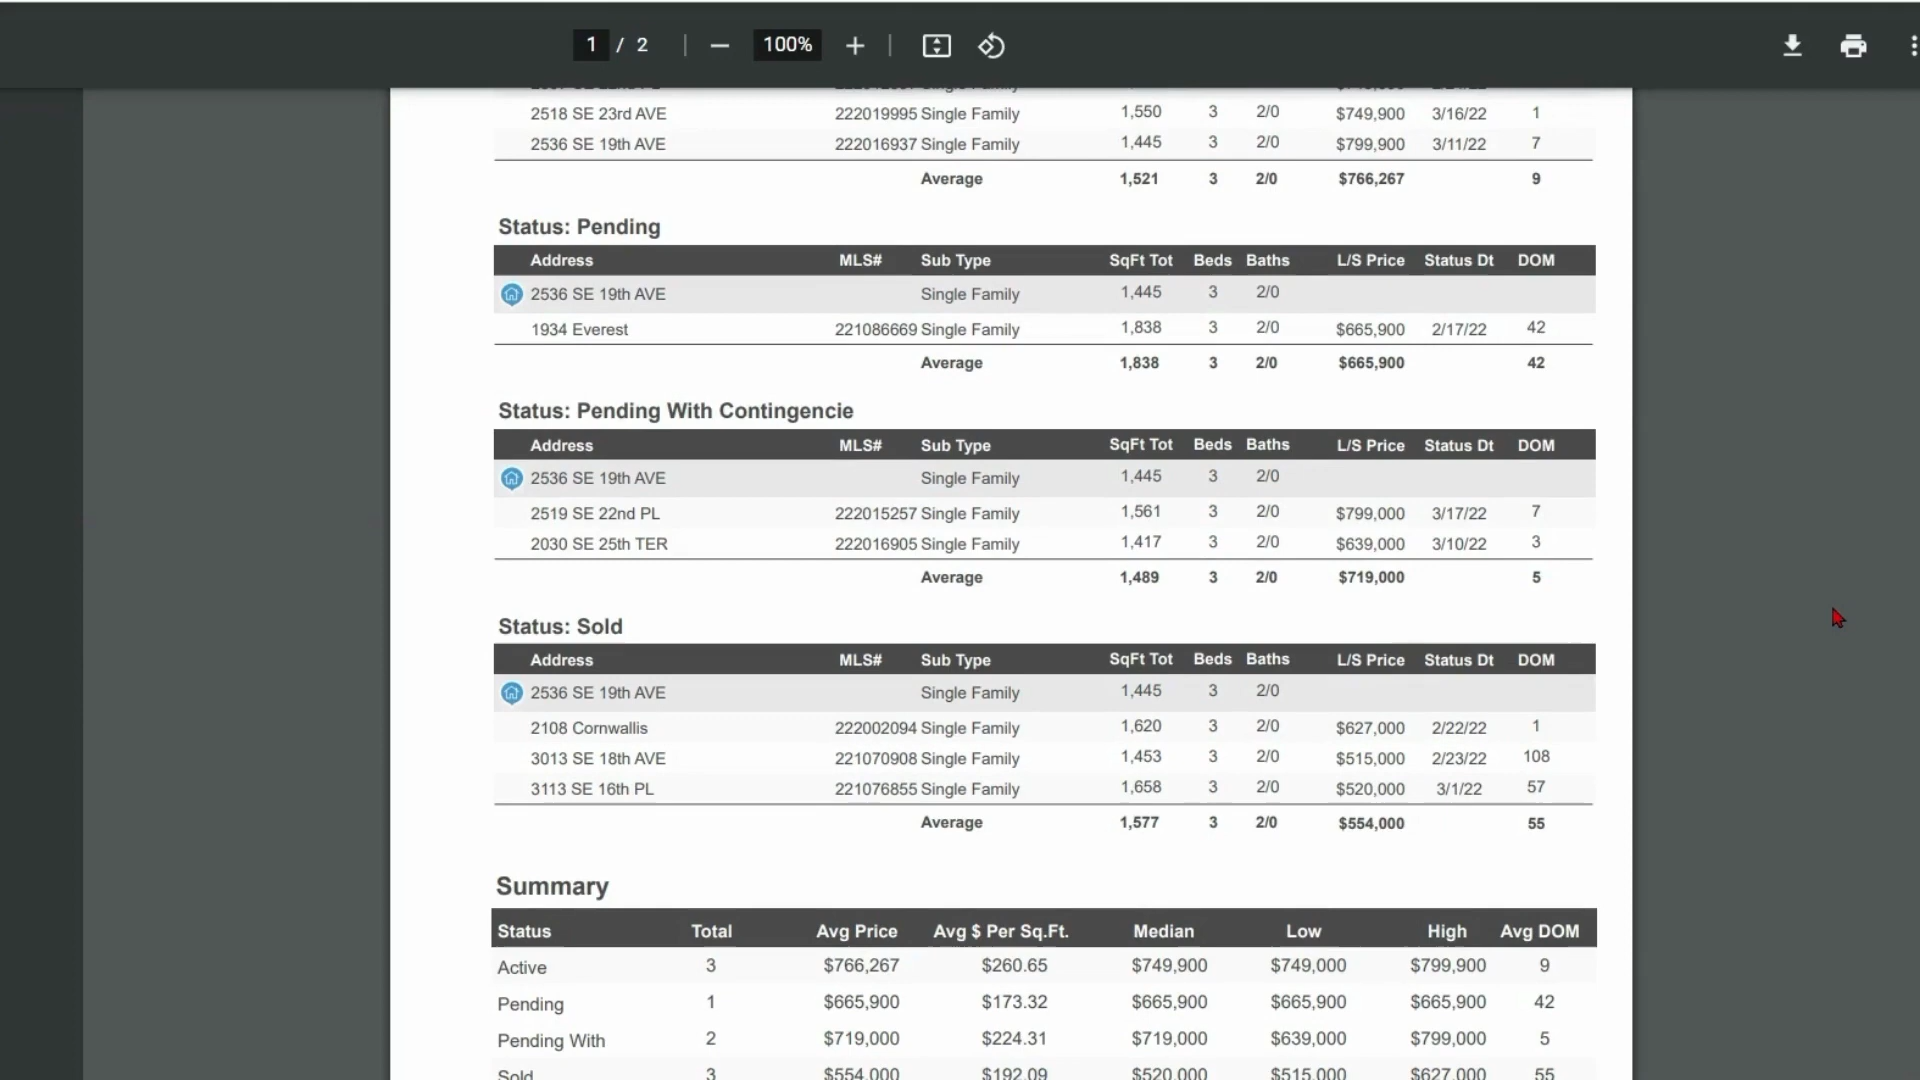 1 / 2 100%
2518 SE 23rd AVE 222019995 Single Family 1,550 3 2/0 $749,900 3/16/22 1
2536 SE 19th AVE 222016937 Single Family 1,445 3 2/0 $799,900 3/11/22 7
Average 1,521 3 2/0 $766,267 9
Status: Pending
Address MLS# Sub Type SqFt Tot Beds Baths L/S Price Status Dt DOM
2536 SE 19th AVE Single Family 1,445 3 2/0
1934 Everest 221086669 Single Family 1,838 3 2/0 $665,900 2/17/22 42
Average 1,838 3 2/0 $665,900 42
Status: Pending With Contingencie
Address MLS# Sub Type SqFt Tot Beds Baths L/S Price Status Dt DOM
2536 SE 19th AVE Single Family 1,445 3 2/0
2519 SE 22nd PL 222015257 Single Family 1,561 3 2/0 $799,000 3/17/22 7
2030 SE 25th TER 222016905 Single Family 1,417 3 2/0 $639,000 3/10/22 3
Average 1,489 3 2/0 $719,000 5
Status: Sold
Address MLS# Sub Type SqFt Tot Beds Baths L/S Price Status Dt DOM
2536 SE 19th AVE Single Family 1,445 3 2/0
2108 Cornwallis 222002094 Single Family 1,620 3 2/0 $627,000 2/22/22 1
3013 SE 18th AVE 221070908 Single Family 1,453 3 2/0 $515,000 2/23/22 108
3113 SE 16th PL 221076855 Single Family 1,658 3 2/0 $520,000 3/1/22 57
Average 1,577 3 2/0 $554,000 55
Summary
Status Total Avg Price Avg $ Per Sq.Ft. Median Low High Avg DOM
Active 3 $766,267 $260.65 $749,900 $749,000 $799,900 9
Pending 1 $665,900 $173.32 $665,900 $665,900 $665,900 42
Pending With 2 $719,000 $224.31 $719,000 $639,000 $799,000 5
Sold 3 $554,000 $192.09 $520,000 $515,000 $627,000 55